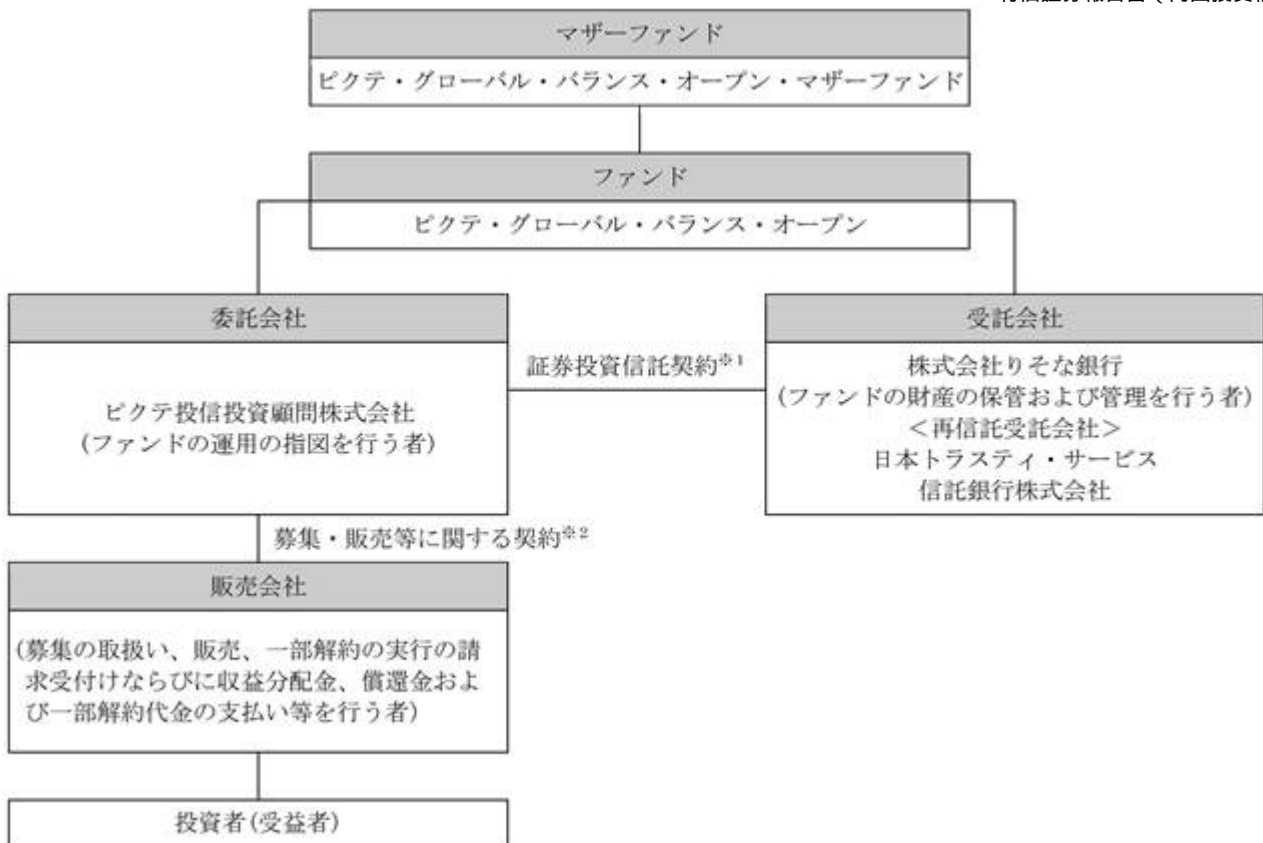 マザーファンド
ピクテ・グローバル・バランス・オープン・マザーファンド
ファンド
ピクテ・グローバル・バランス・オープン
委託会社
ピクテ投信投資顧問株式会社
(ファンドの運用の指図を行う者)
証券投資信託契約※1
受託会社
株式会社りそな銀行
(ファンドの財産の保管および管理を行う者)
＜再信託受託会社＞
日本トラスティ・サービス
信託銀行株式会社
募集・販売等に関する契約※2
販売会社
(募集の取扱い、販売、一部解約の実行の請
求受付けならびに収益分配金、償還金およ
び一部解約代金の支払い等を行う者)
投資者(受益者)